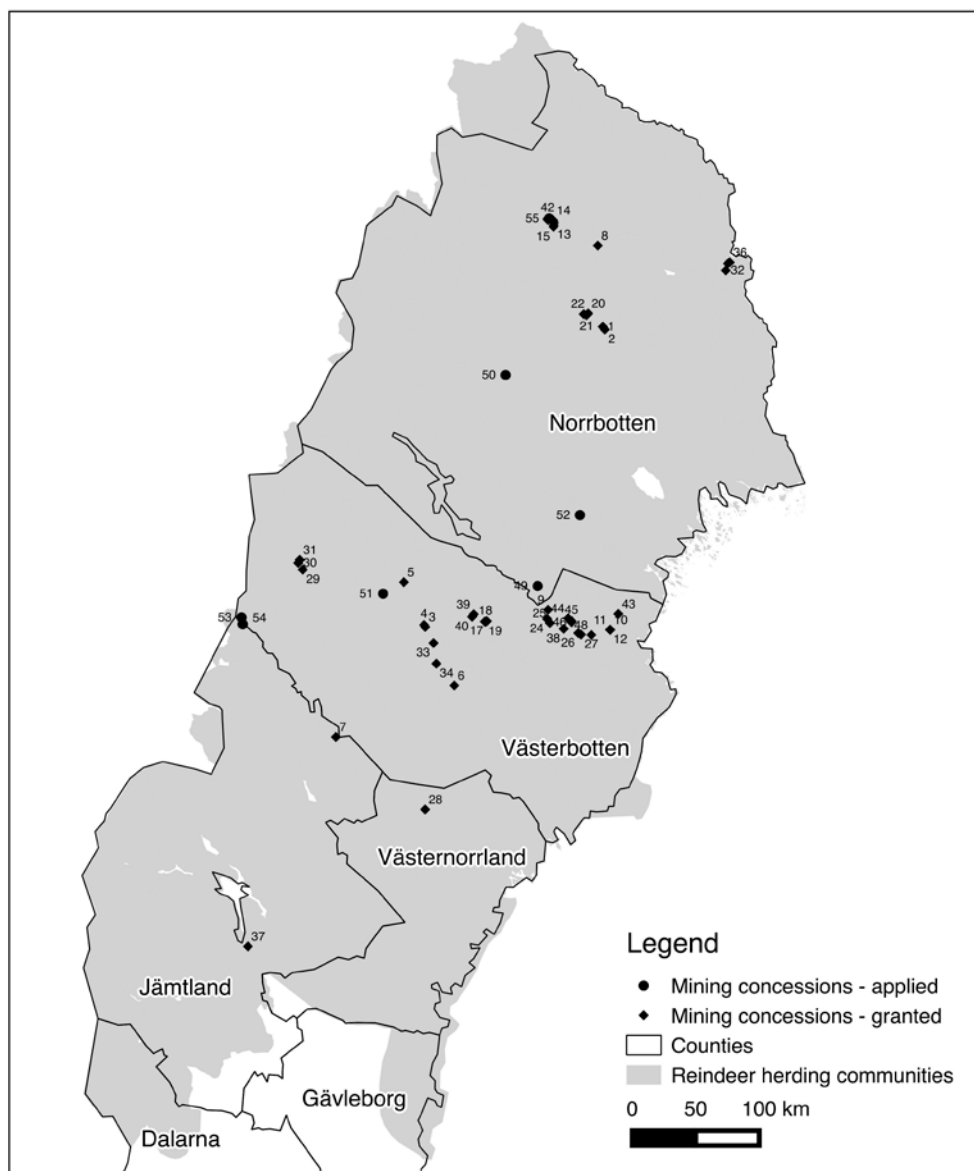 42 14
55
15 13
8
36
32
22 20
21 1
2
50
Norrbotten
52
31
30
29
5
51
49
53 54
4 3
39 18
40 17 19
9
44 45
25
24 46 48
38 26 27
11 10
43
12
33
34 6
7
Västerbotten
28
Västernorrland
37
Jämtland
Gävleborg
Dalarna
Legend
Mining concessions - applied
Mining concessions - granted
Counties
Reindeer herding communities
0 50 100 km